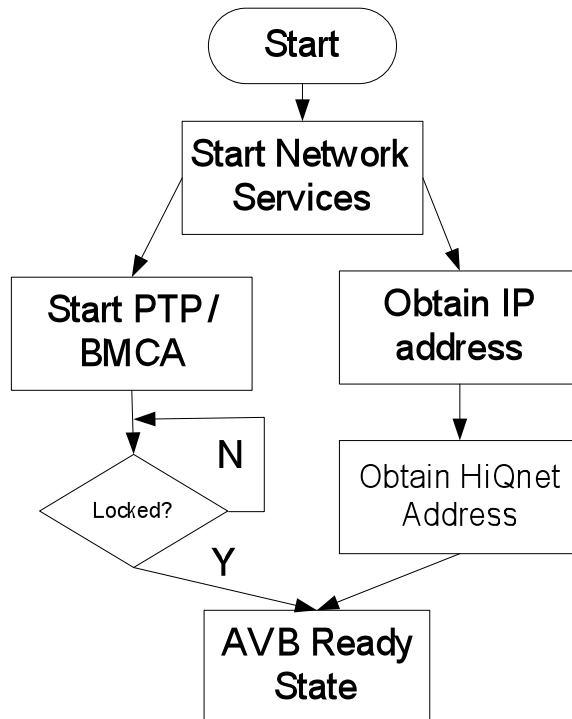 Start
Start Network
Services
Start PTP/
BMCA
Obtain IP
address
N
Locked?
Obtain HiQnet
Address
Y
AVB Ready
State